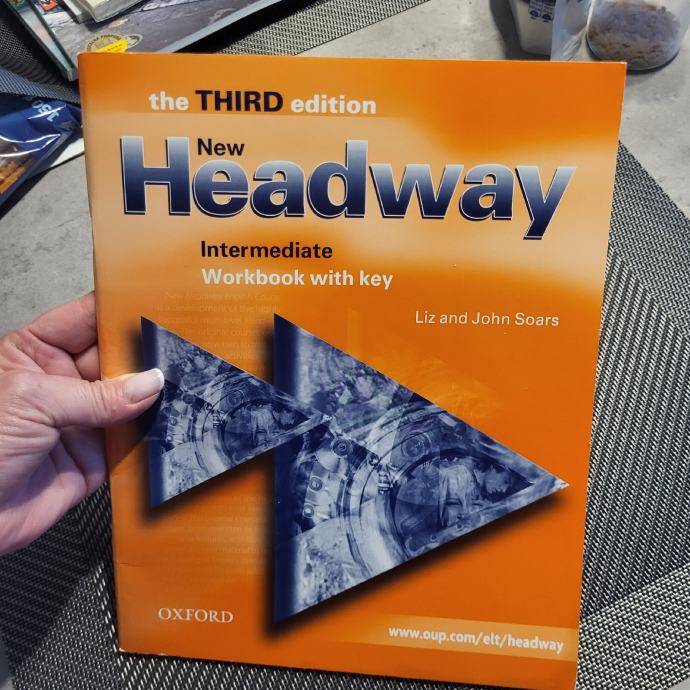 the THIRD edition
New
Headway
Intermediate
Workbook with key
Liz and John Soars
OXFORD
www.oup.com/elt/headway